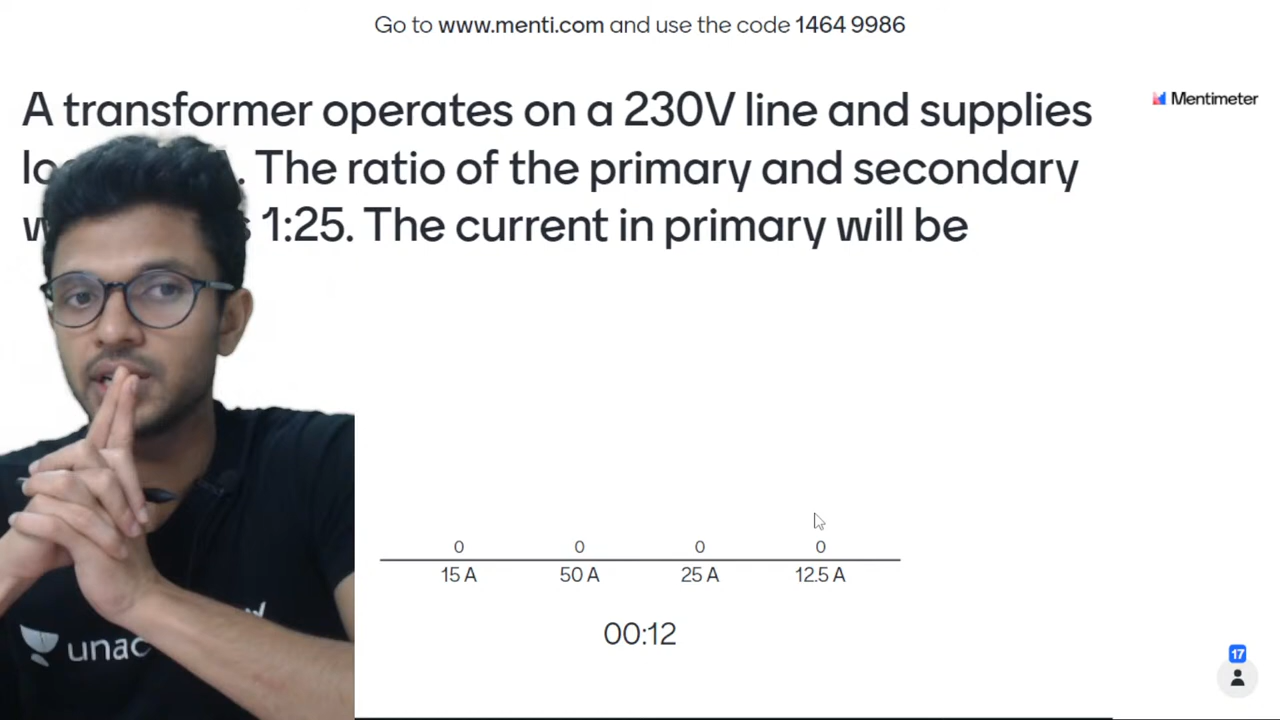 Go to www.menti.com and use the code 1464 9986
A transformer operates on a 230V line and supplies
The ratio of the primary and secondary
1:25. The current in primary will be
Mentimeter
0 0 0 0
15 A 50 A 25 A 12.5 A
00:12
17